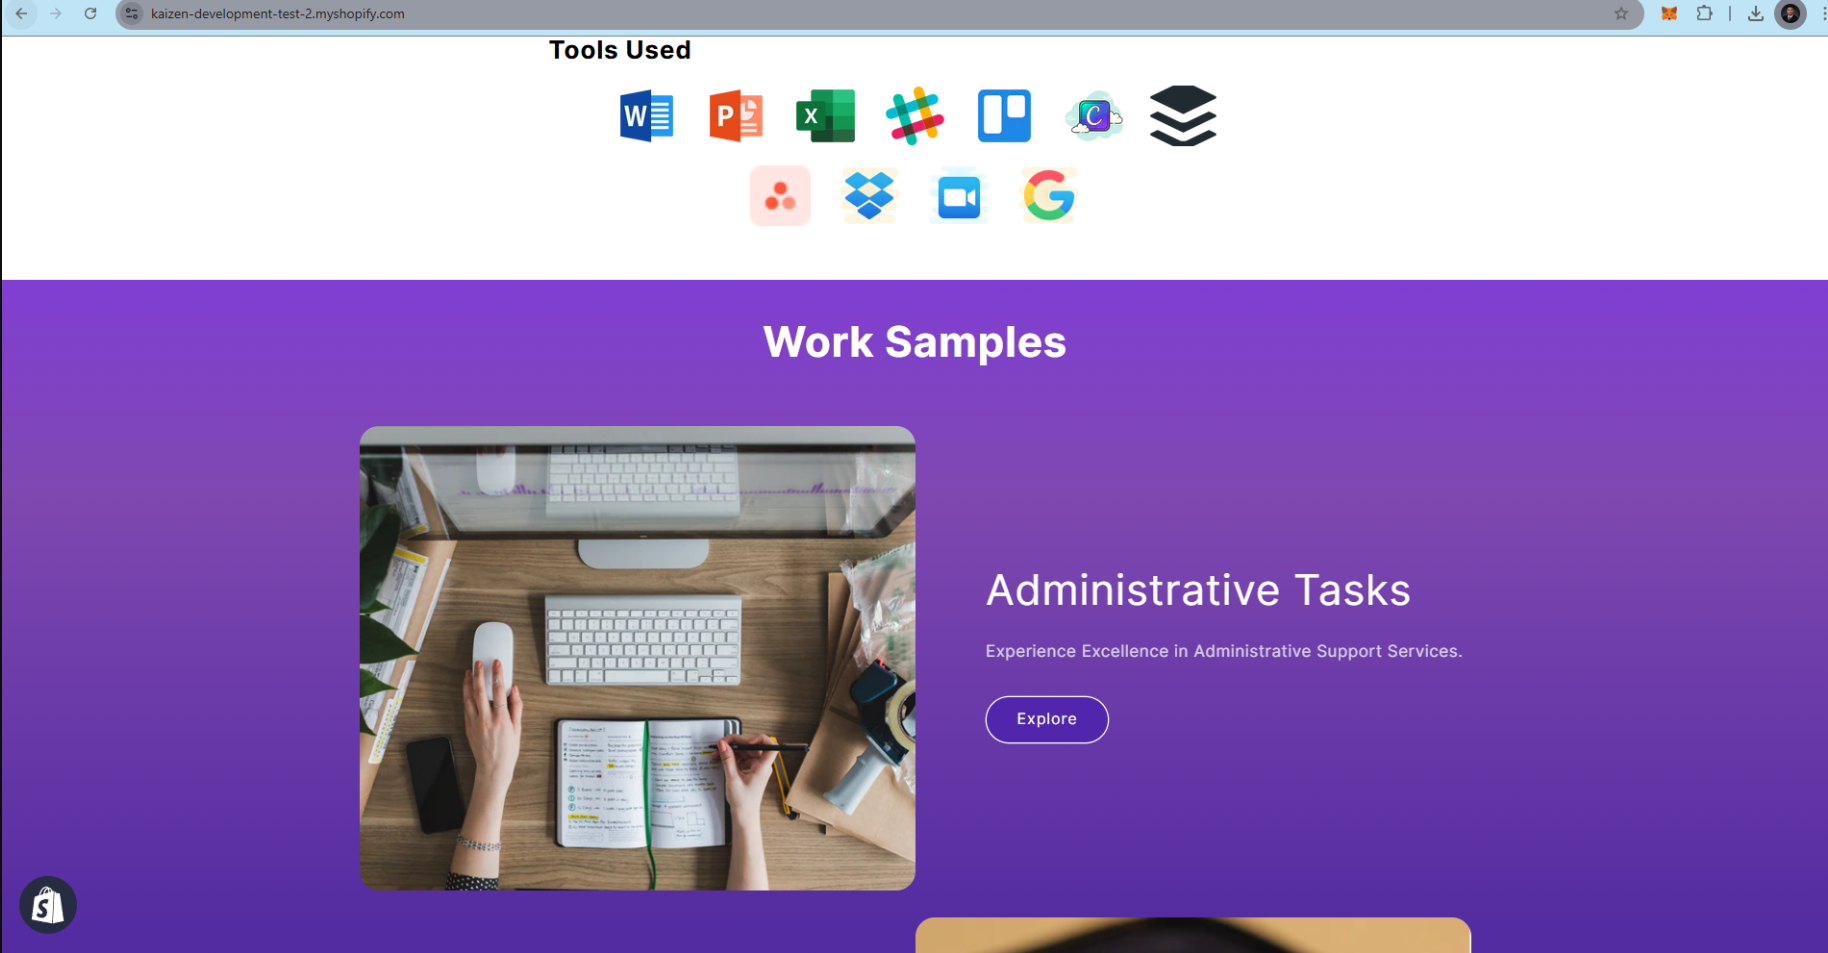 kaizen-development-test-2.myshopify.com
Tools Used
W
P
X
C
Work Samples
Administrative Tasks
Experience Excellence in Administrative Support Services.
Explore